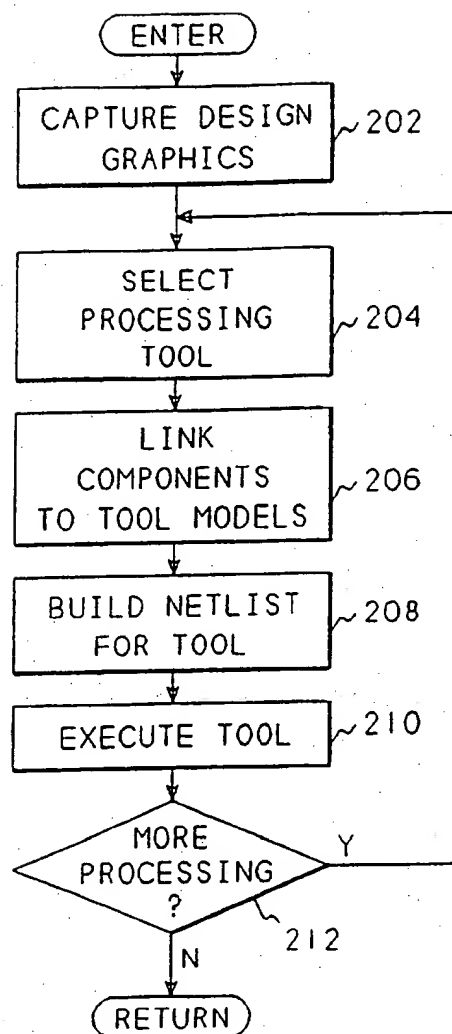 ENTER
CAPTURE DESIGN
GRAPHICS
202
SELECT
PROCESSING
TOOL
204
LINK
COMPONENTS
TO TOOL MODELS
206
BUILD NETLIST
FOR TOOL
208
EXECUTE TOOL
210
MORE
PROCESSING
?
Y
212
N
RETURN